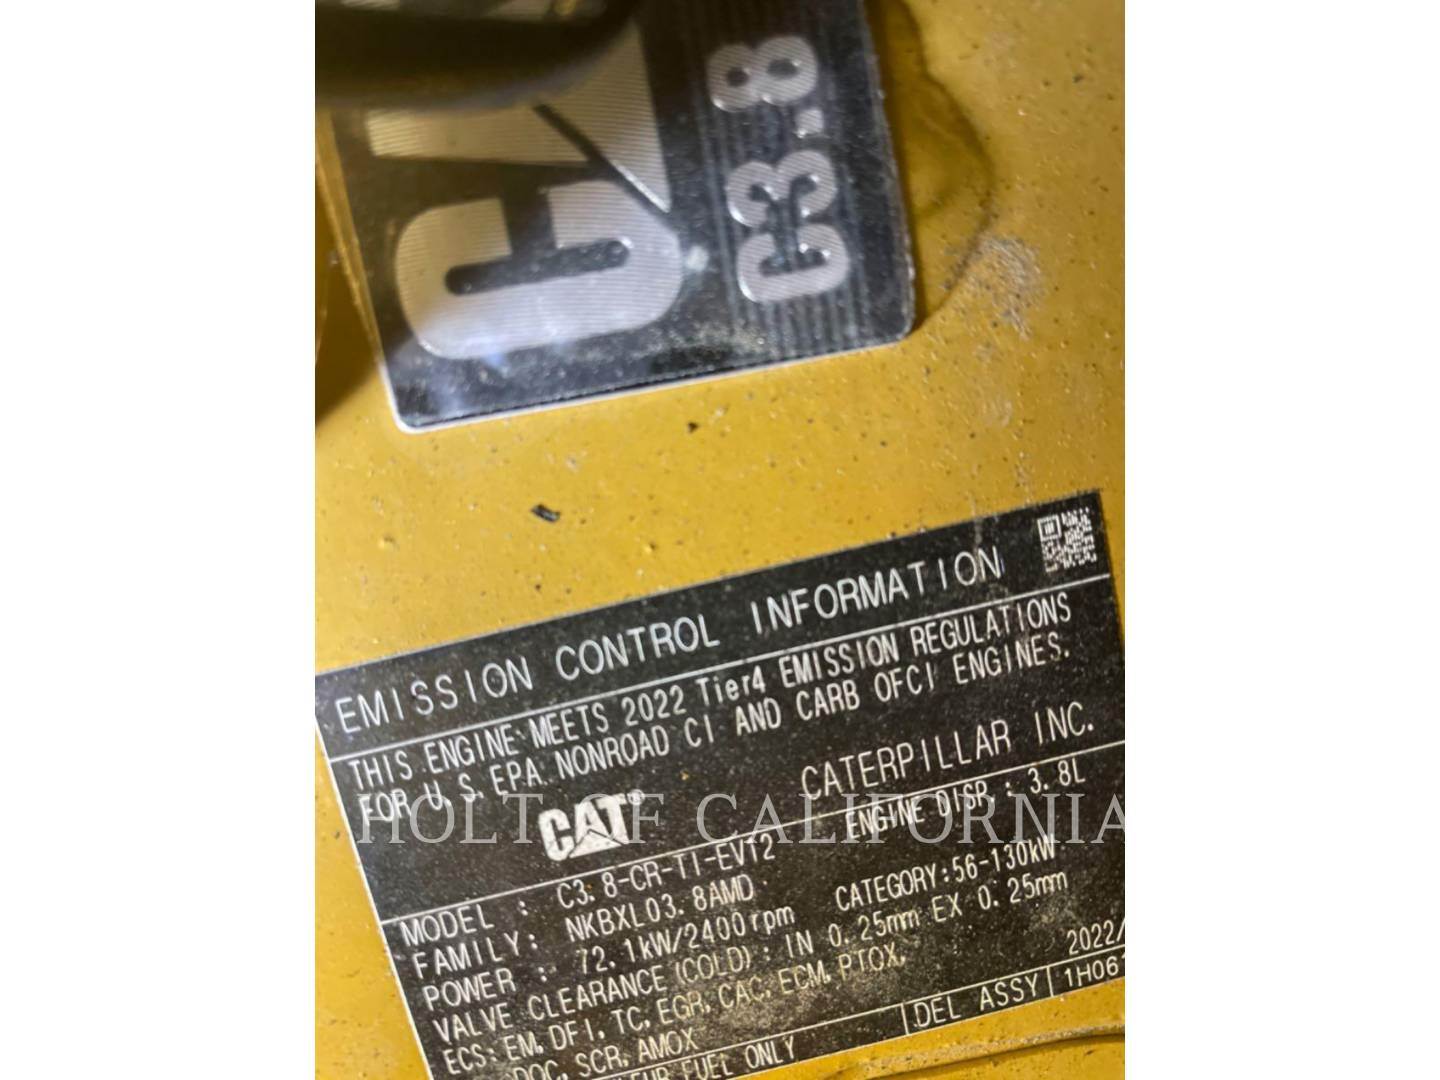 C3.8
EMISSION CONTROL INFORMATION
THIS ENGINE MEETS 2022 Tier4 EMISSION REGULATIONS
FOR U.S. EPA NONROAD CI AND CARB OFCI ENGINES.
CAT® CATERPILLAR INC.
HOLT OF CALIFORNIA
MODEL : C3.8-CR-TI-EVT2 ENGINE DISP.: 3.8L
FAMILY: NKBXL03.8AMD
POWER : 72.1kW/2400rpm CATEGORY:56-130kW
VALVE CLEARANCE (COLD) : IN 0.25mm EX 0.25mm
ECS: EM, DFI, TC, EGR, CAC, ECM, PTOX, 2022/
DOC, SCR, AMOX DEL ASSY 1H06
FUEL ONLY